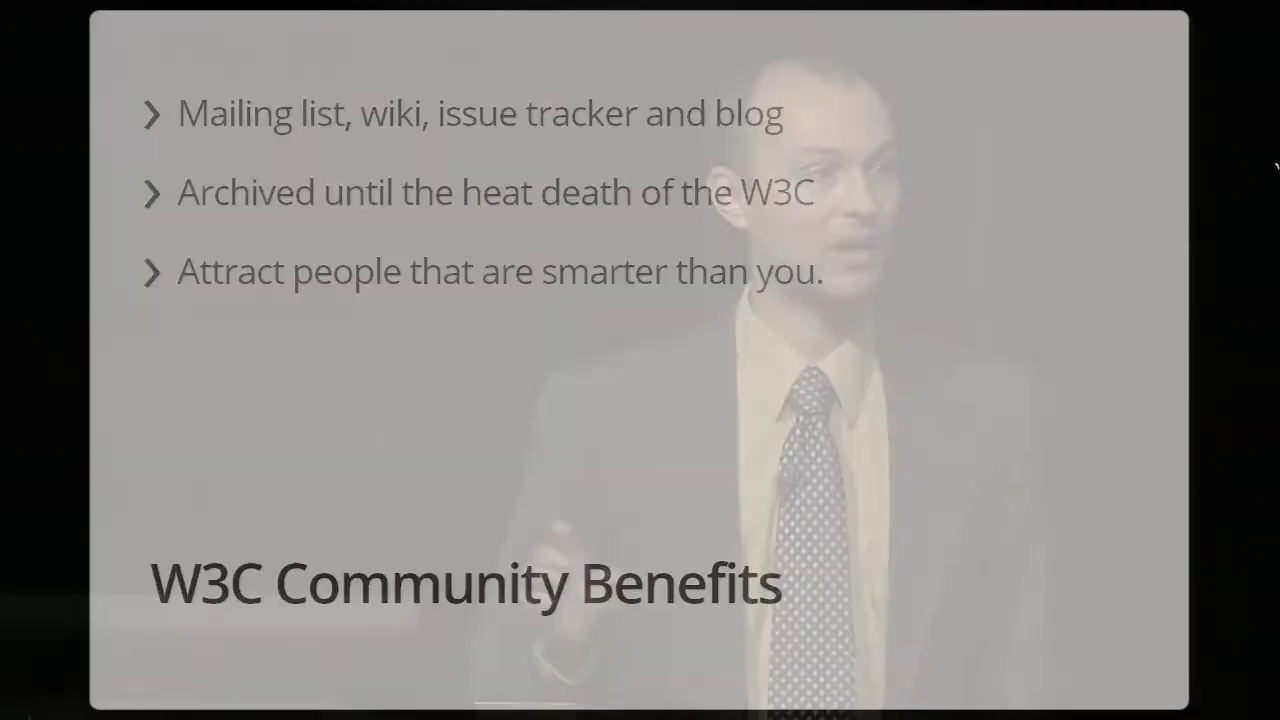 Mailing list, wiki, issue tracker and blog
Archived until the heat death of the W3C
Attract people that are smarter than you.
W3C Community Benefits